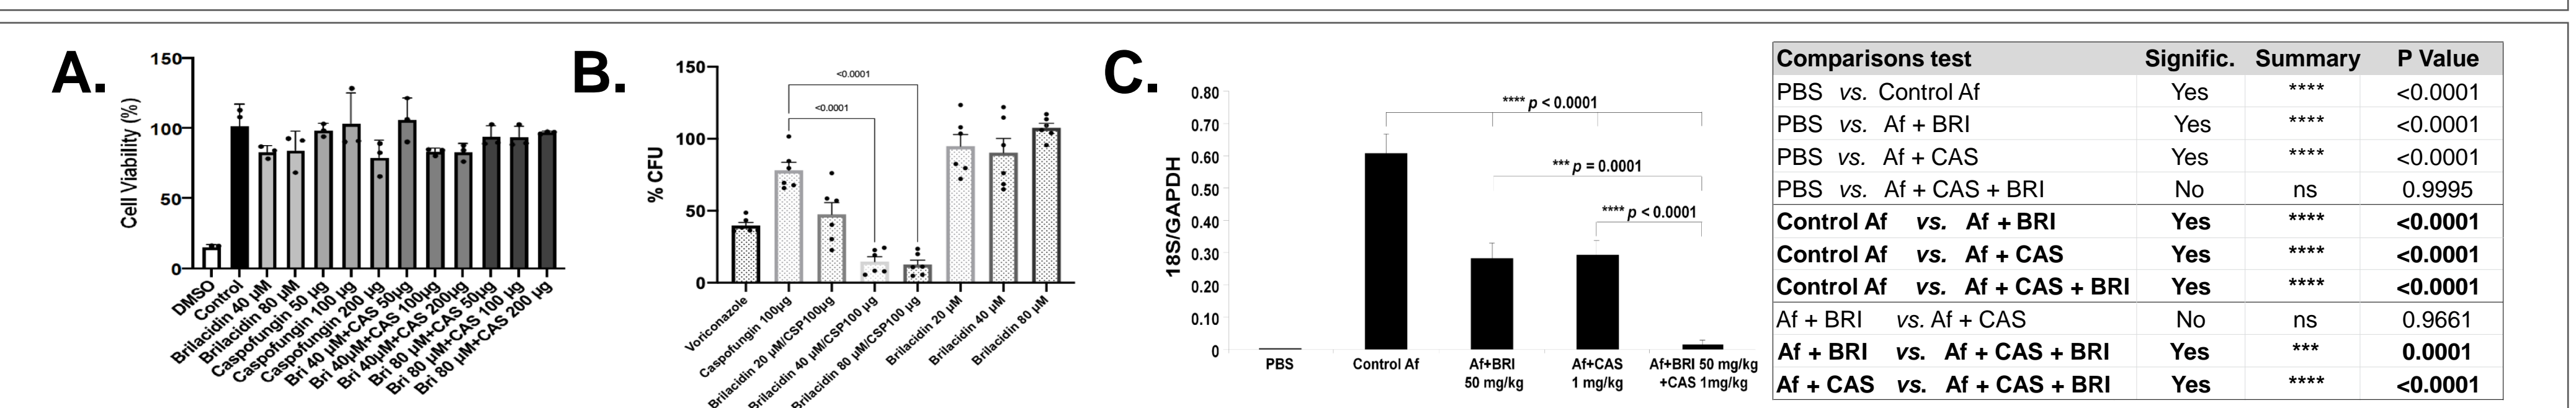 A.
Cell Viability (%)
150
100
50
0
DMSO
Control
Brilacidin 40 µM
Brilacidin 80 µM
Caspofungin 50 µg
Caspofungin 100 µg
Caspofungin 200 µg
Bri 40 µM+CAS 50µg
Bri 40µM+CAS 100µg
Bri 40µM+CAS 200µg
Bri 80 µM+CAS 50µg
Bri 80 µM+CAS 100 µg
Bri 80 µM+CAS 200 µg
B.
% CFU
150
100
50
0
<0.0001
<0.0001
Voriconazole
Caspofungin 100µg
Brilacidin 20 µM/CSP100µg
Brilacidin 40 µM/CSP100 µg
Brilacidin 80 µM/CSP100 µg
Brilacidin 20 µM
Brilacidin 40 µM
Brilacidin 80 µM
C.
18S/GAPDH
0.80
0.70
0.60
0.50
0.40
0.30
0.20
0.10
0
**** p < 0.0001
*** p = 0.0001
**** p < 0.0001
PBS
Control Af
Af+BRI
50 mg/kg
Af+CAS
1 mg/kg
Af+BRI 50 mg/kg
+CAS 1mg/kg
Comparisons test Signific. Summary P Value
PBS vs. Control Af Yes **** <0.0001
PBS vs. Af + BRI Yes **** <0.0001
PBS vs. Af + CAS Yes **** <0.0001
PBS vs. Af + CAS + BRI No ns 0.9995
Control Af vs. Af + BRI Yes **** <0.0001
Control Af vs. Af + CAS Yes **** <0.0001
Control Af vs. Af + CAS + BRI Yes **** <0.0001
Af + BRI vs. Af + CAS No ns 0.9661
Af + BRI vs. Af + CAS + BRI Yes *** 0.0001
Af + CAS vs. Af + CAS + BRI Yes **** <0.0001